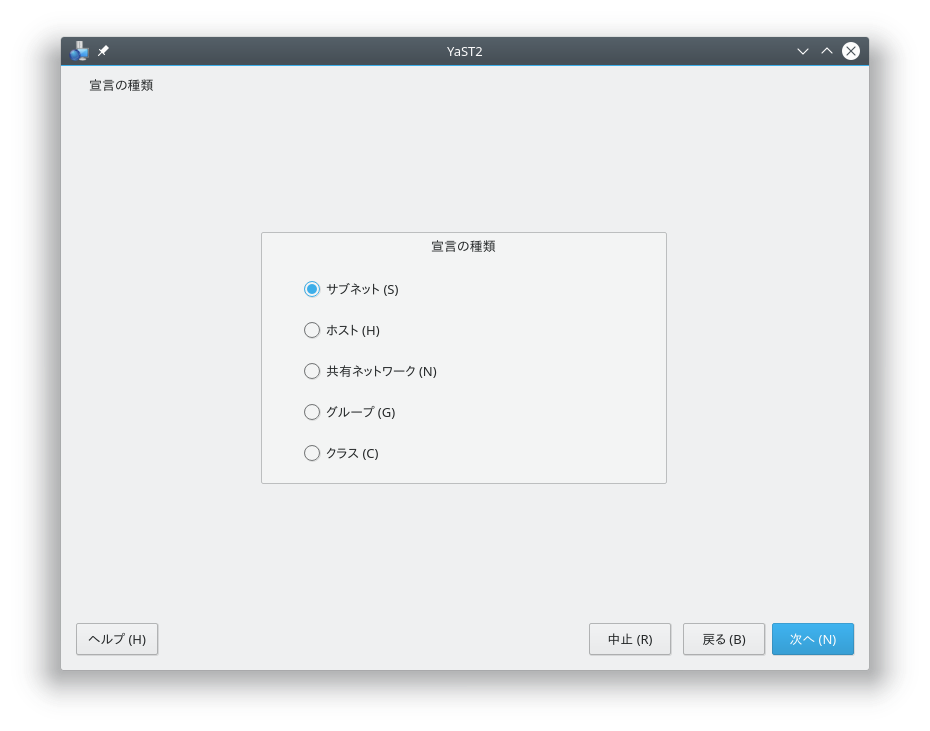 YaST2
宣言の種類
宣言の種類
サブネット (S)
ホスト (H)
共有ネットワーク (N)
グループ (G)
クラス (C)
ヘルプ (H)
中止 (R)
戻る (B)
次へ (N)